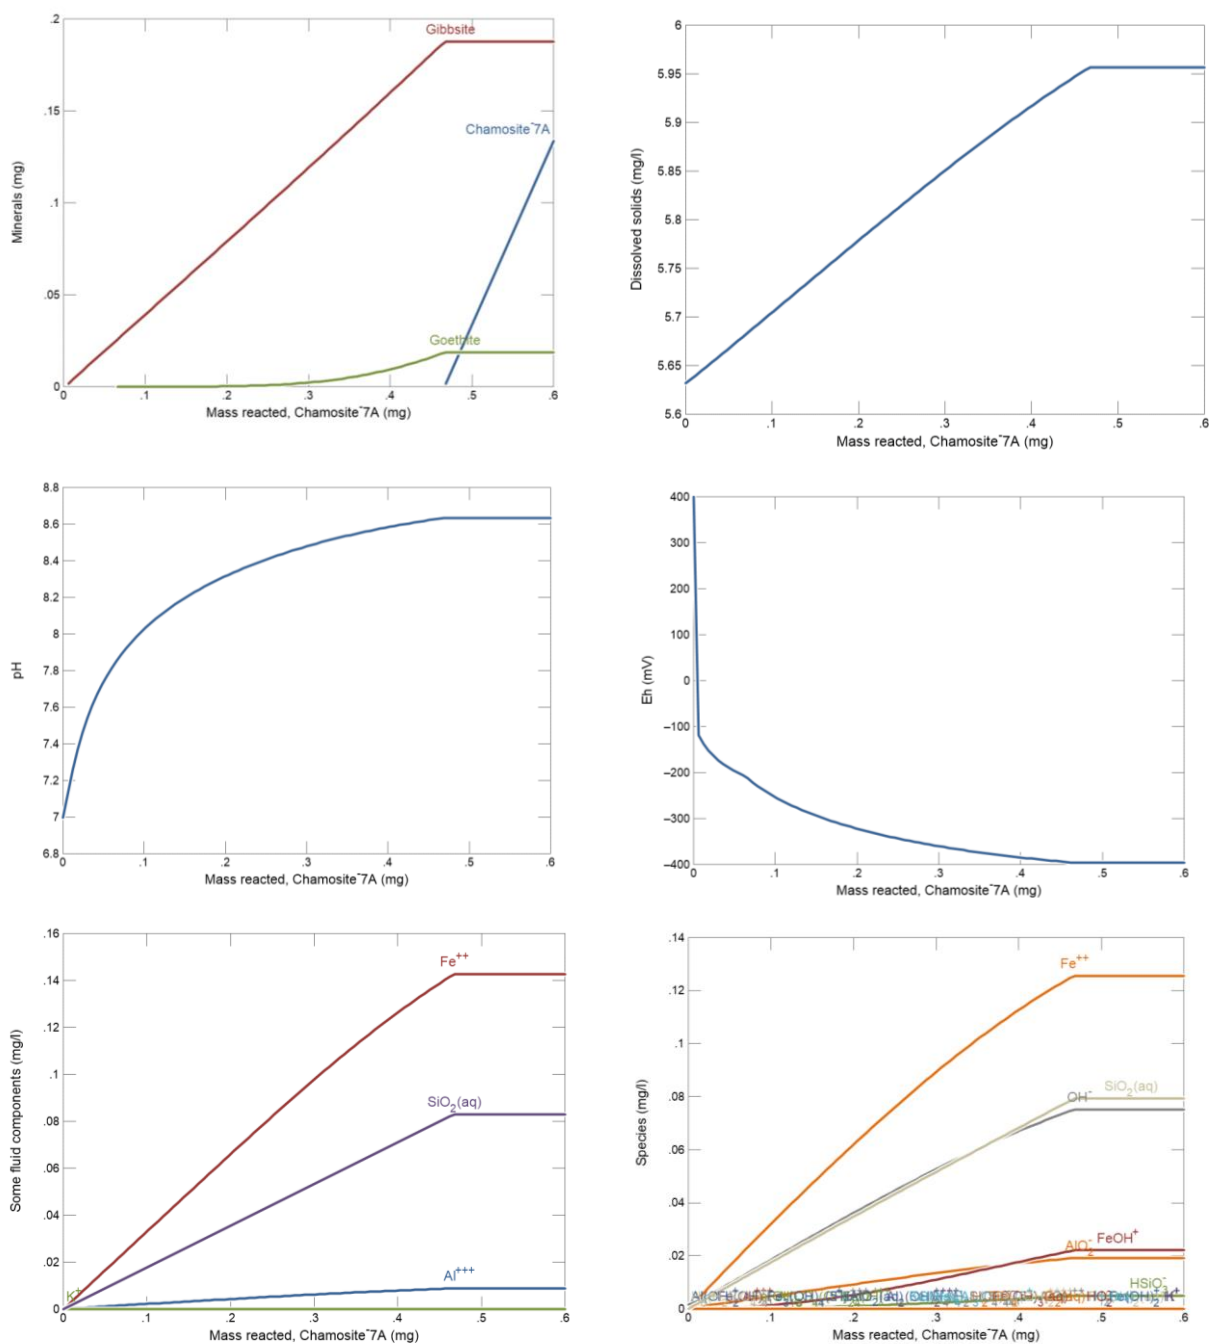 .2
.15
.1
.05
0
Minerals (mg)
Gibbsite
Chamosite-7A
Goethite
0 .1 .2 .3 .4 .5 .6
Mass reacted, Chamosite-7A (mg)
6
5.95
5.9
5.85
5.8
5.75
5.7
5.65
5.6
Dissolved solids (mg/l)
0 .1 .2 .3 .4 .5 .6
Mass reacted, Chamosite-7A (mg)
8.8
8.6
8.4
8.2
8
7.8
7.6
7.4
7.2
7
6.8
pH
0 .1 .2 .3 .4 .5 .6
Mass reacted, Chamosite-7A (mg)
400
300
200
100
0
–100
–200
–300
–400
Eh (mV)
0 .1 .2 .3 .4 .5 .6
Mass reacted, Chamosite-7A (mg)
.16
.14
.12
.1
.08
.06
.04
.02
0
Some fluid components (mg/l)
Fe++
SiO2(aq)
Al+++
K+
0 .1 .2 .3 .4 .5 .6
Mass reacted, Chamosite-7A (mg)
.14
.12
.1
.08
.06
.04
.02
0
Species (mg/l)
Fe++
SiO2(aq)
OH-
FeOH+
AlO2-
HSiO3-
K+
0 .1 .2 .3 .4 .5 .6
Mass reacted, Chamosite-7A (mg)